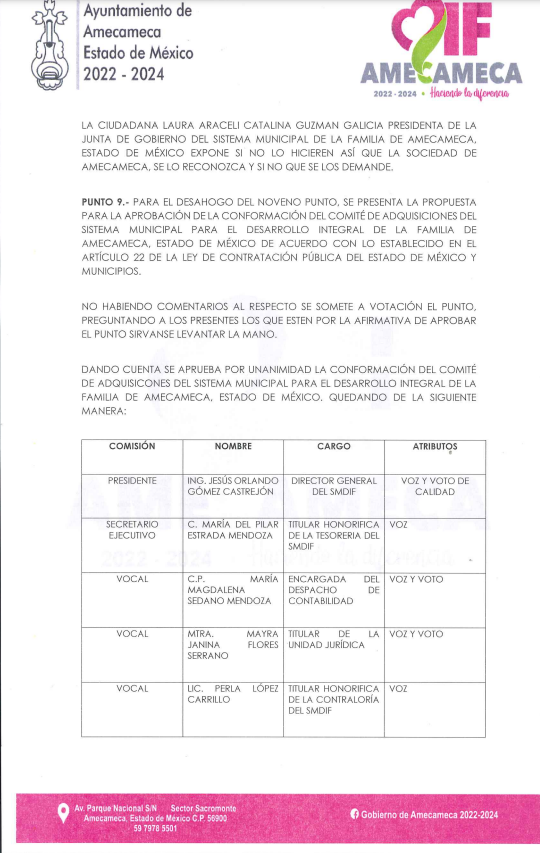 Ayuntamiento de
Amecameca
Estado de México
2022 - 2024
DIF
AMECAMECA
2022-2024 • Haciendo la diferencia
LA CIUDADANA LAURA ARACELI CATALINA GUZMAN GALICIA PRESIDENTA DE LA
JUNTA DE GOBIERNO DEL SISTEMA MUNICIPAL DE LA FAMILIA DE AMECAMECA,
ESTADO DE MÉXICO EXPONE SI NO LO HICIEREN ASÍ QUE LA SOCIEDAD DE
AMECAMECA, SE LO RECONOZCA Y SI NO QUE SE LOS DEMANDE.
PUNTO 9.- PARA EL DESAHOGO DEL NOVENO PUNTO, SE PRESENTA LA PROPUESTA
PARA LA APROBACIÓN DE LA CONFORMACIÓN DEL COMITÉ DE ADQUISICIONES DEL
SISTEMA MUNICIPAL PARA EL DESARROLLO INTEGRAL DE LA FAMILIA DE
AMECAMECA, ESTADO DE MÉXICO DE ACUERDO CON LO ESTABLECIDO EN EL
ARTÍCULO 22 DE LA LEY DE CONTRATACIÓN PÚBLICA DEL ESTADO DE MÉXICO Y
MUNICIPIOS.
NO HABIENDO COMENTARIOS AL RESPECTO SE SOMETE A VOTACIÓN EL PUNTO,
PREGUNTANDO A LOS PRESENTES LOS QUE ESTEN POR LA AFIRMATIVA DE APROBAR
EL PUNTO SIRVANSE LEVANTAR LA MANO.
DANDO CUENTA SE APRUEBA POR UNANIMIDAD LA CONFORMACIÓN DEL COMITÉ
DE ADQUISICONES DEL SISTEMA MUNICIPAL PARA EL DESARROLLO INTEGRAL DE LA
FAMILIA DE AMECAMECA, ESTADO DE MÉXICO, QUEDANDO DE LA SIGUIENTE
MANERA:
COMISIÓN NOMBRE CARGO ATRIBUTOS
PRESIDENTE ING. JESÚS ORLANDO DIRECTOR GENERAL VOZ Y VOTO DE
GÓMEZ CASTREJÓN DEL SMDIF CALIDAD
SECRETARIO C. MARÍA DEL PILAR TITULAR HONORIFICA VOZ
EJECUTIVO ESTRADA MENDOZA DE LA TESORERIA DEL
SMDIF
VOCAL C.P. MARÍA ENCARGADA DEL VOZ Y VOTO
MAGDALENA DESPACHO DE
SEDANO MENDOZA CONTABILIDAD
VOCAL MTRA. MAYRA TITULAR DE LA VOZ Y VOTO
JANINA FLORES UNIDAD JURÍDICA
SERRANO
VOCAL LIC. PERLA LÓPEZ TITULAR HONORIFICA VOZ
CARRILLO DE LA CONTRALORÍA
DEL SMDIF
Av. Parque Nacional S/N Sector Sacromonte
Amecameca, Estado de México C.P. 56900
59 7978 5501
Gobierno de Amecameca 2022-2024